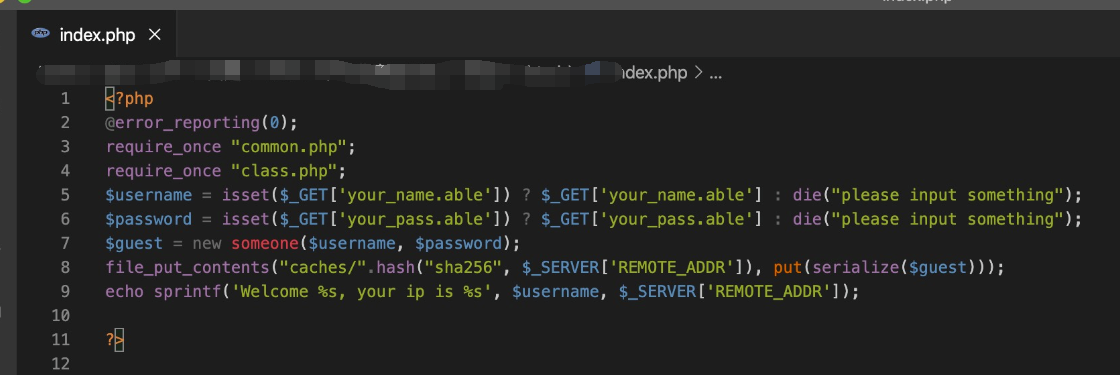 index.php
index.php
ndex.php > ...
1 <?php
2 @error_reporting(0);
3 require_once "common.php";
4 require_once "class.php";
5 $username = isset($_GET['your_name.able']) ? $_GET['your_name.able'] : die("please input something");
6 $password = isset($_GET['your_pass.able']) ? $_GET['your_pass.able'] : die("please input something");
7 $guest = new someone($username, $password);
8 file_put_contents("caches/".hash("sha256", $_SERVER['REMOTE_ADDR']), put(serialize($guest)));
9 echo sprintf('Welcome %s, your ip is %s', $username, $_SERVER['REMOTE_ADDR']);
10
11 ?>
12